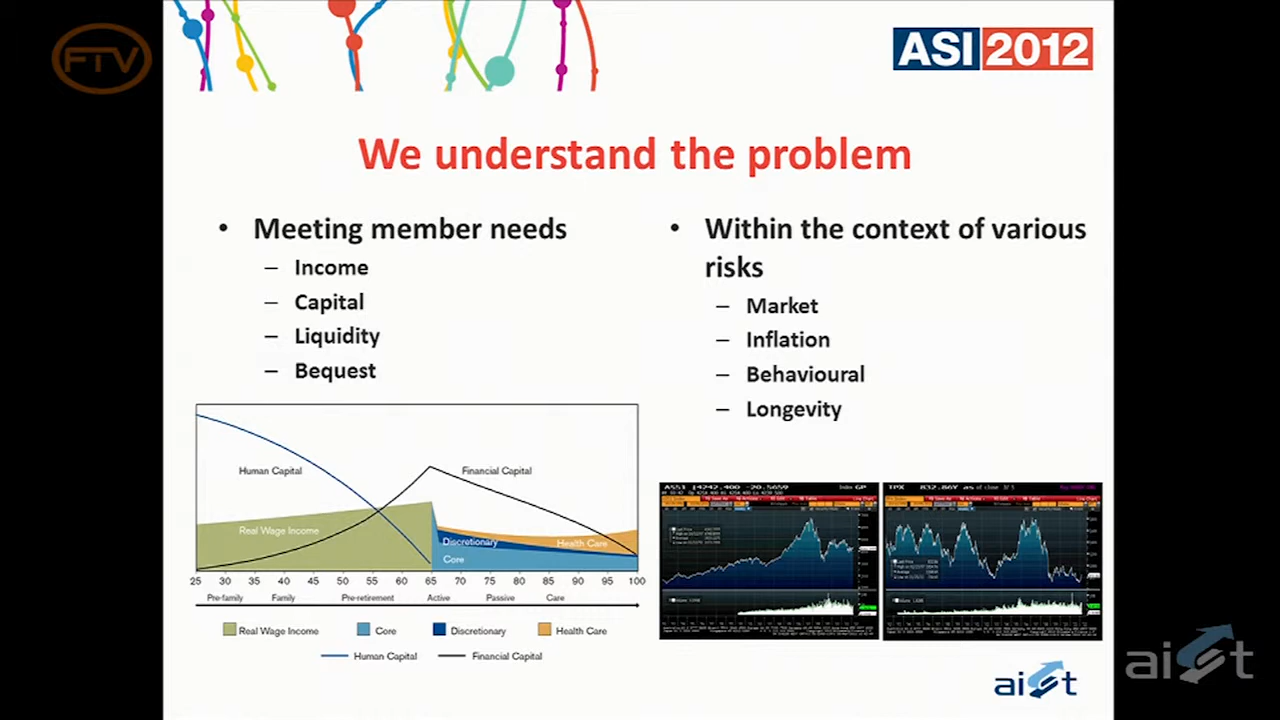 FTV
ASI 2012
We understand the problem
• Meeting member needs
– Income
– Capital
– Liquidity
– Bequest
• Within the context of various
risks
– Market
– Inflation
– Behavioural
– Longevity
Human Capital
Financial Capital
Real Wage Income
Discretionary
Health Care
Core
25 30 35 40 45 50 55 60 65 70 75 80 85 90 95 100
Pre-family Family Pre-retirement Active Passive Care
Real Wage Income Core Discretionary Health Care
Human Capital Financial Capital
TPX
aist
aist